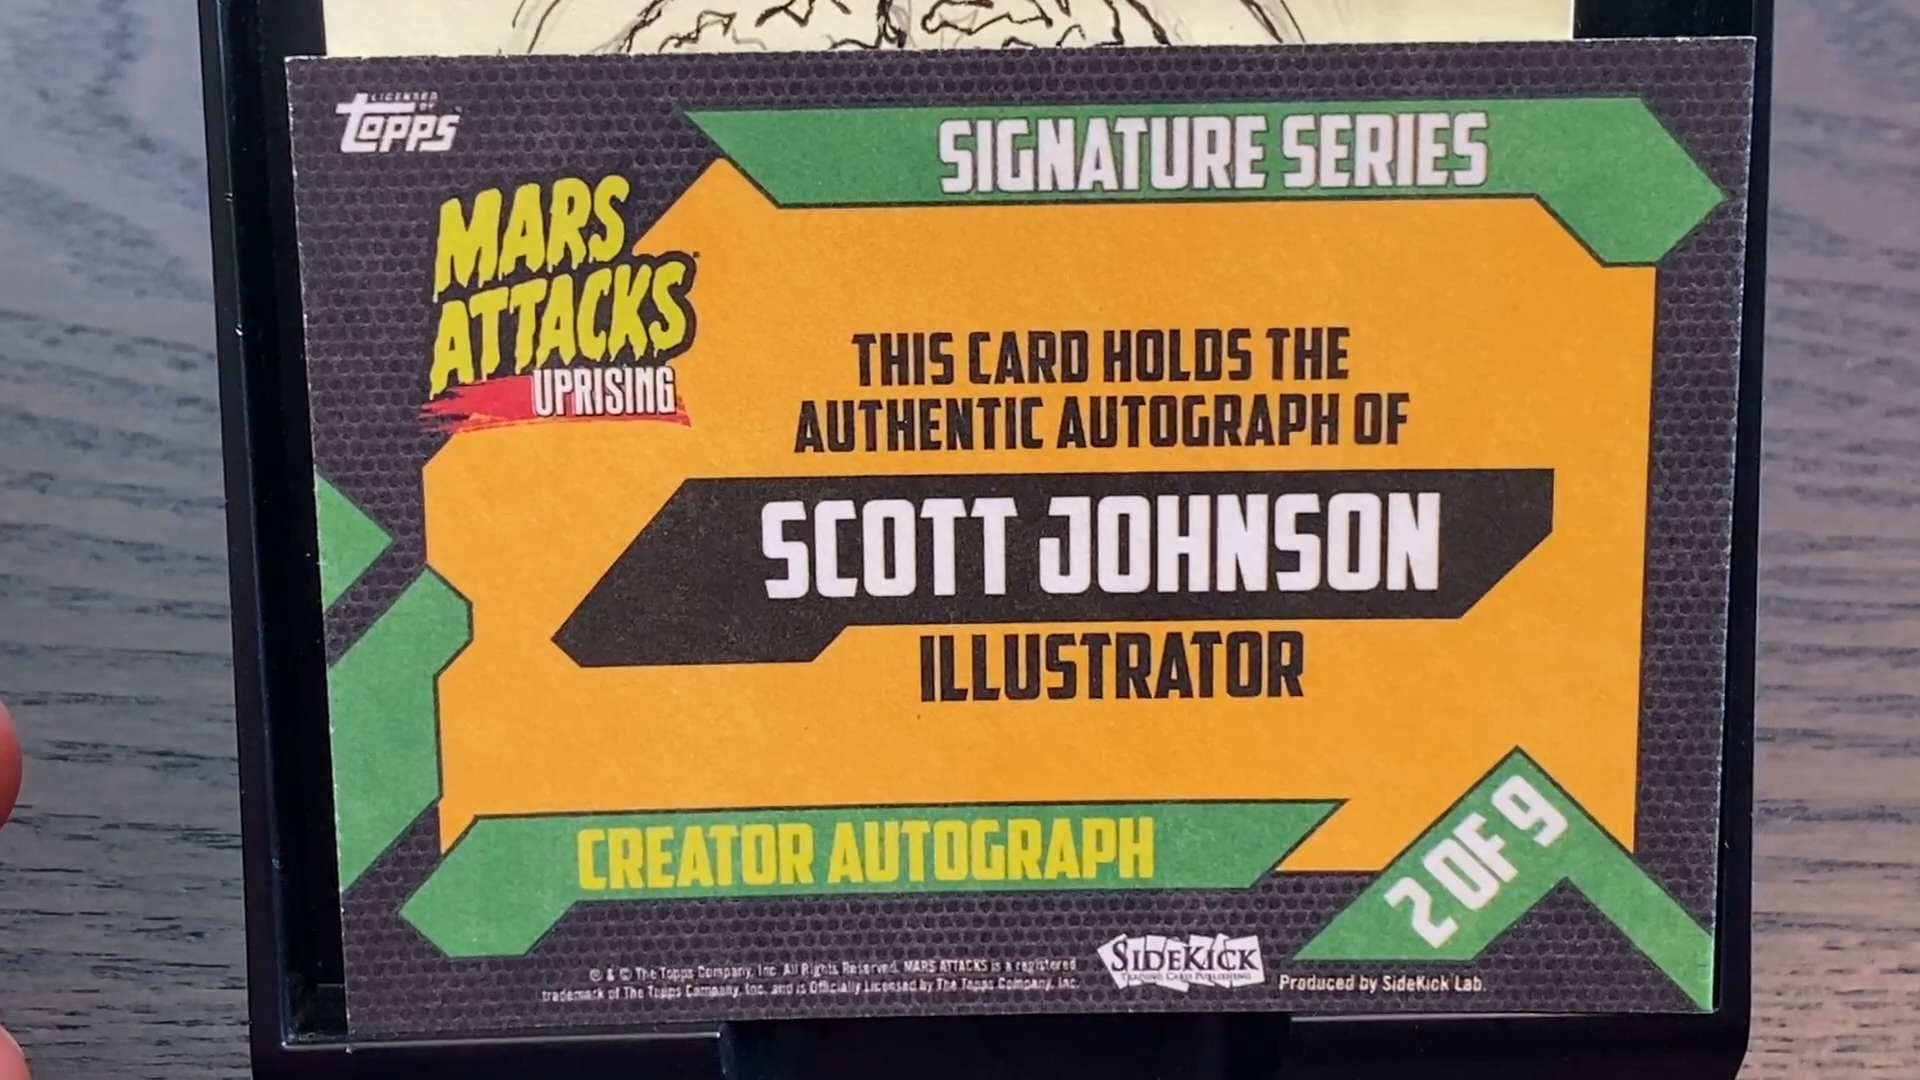 LICENSED
BY
Topps
SIGNATURE SERIES
MARS
ATTACKS
UPRISING
THIS CARD HOLDS THE
AUTHENTIC AUTOGRAPH OF
SCOTT JOHNSON
ILLUSTRATOR
CREATOR AUTOGRAPH
2 OF 9
® & © The Topps Company, Inc. All Rights Reserved. MARS ATTACKS is a registered
trademark of The Topps Company, Inc. and is Officially Licensed by The Topps Company, Inc.
SIDEKICK
TRADING CARD PUBLISHING
Produced by SideKick Lab.